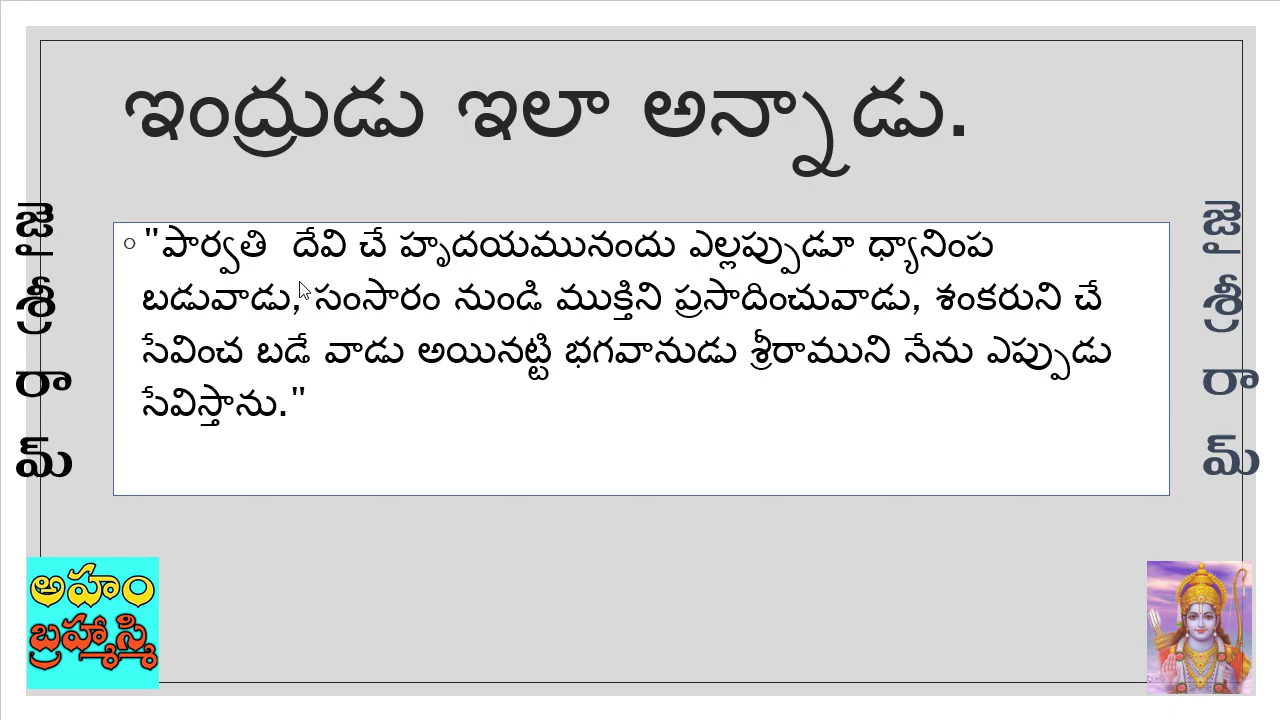 ఇంద్రుడు ఇలా అన్నాడు.
"పార్వతి దేవి చే హృదయమునందు ఎల్లప్పుడూ ధ్యానింప
బడువాడు, సంసారం నుండి ముక్తిని ప్రసాదించువాడు, శంకరుని చే
సేవించ బడే వాడు అయినట్టి భగవానుడు శ్రీరాముని నేను ఎప్పుడు
సేవిస్తాను."
జై
శ్రీ
రా
మ్
జై
శ్రీ
రా
మ్
అహం
బ్రహ్మాస్మి